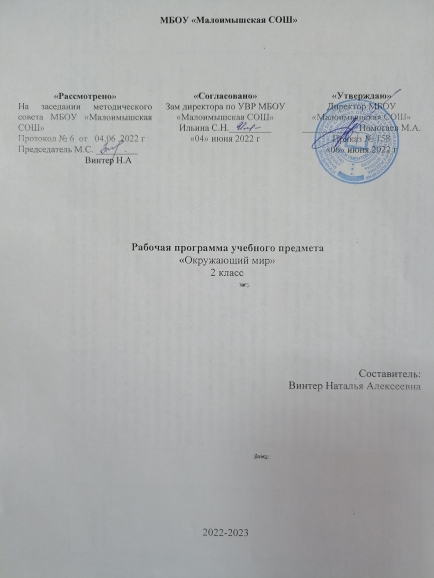 МБОУ «Малоимышская СОШ»
«Рассмотрено»
На заседании методического
совета МБОУ «Малоимышская
СОШ»
Протокол № 6 от 04.06 2022 г
Председатель М.С.
Винтер Н.А
«Согласовано»
Зам директора по УВР МБОУ
«Малоимышская СОШ»
Ильина С.Н.
«04» июня 2022 г
«Утверждаю»
Директор МБОУ
«Малоимышская СОШ»
Номогаев М.А.
Приказ № 158
«06» июня 2022 г
Рабочая программа учебного предмета
«Окружающий мир»
2 класс
Составитель:
Винтер Наталья Алексеевна
2022-2023